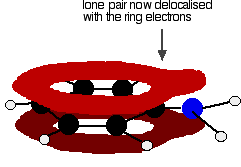 lone pair now delocalised
with the ring electrons